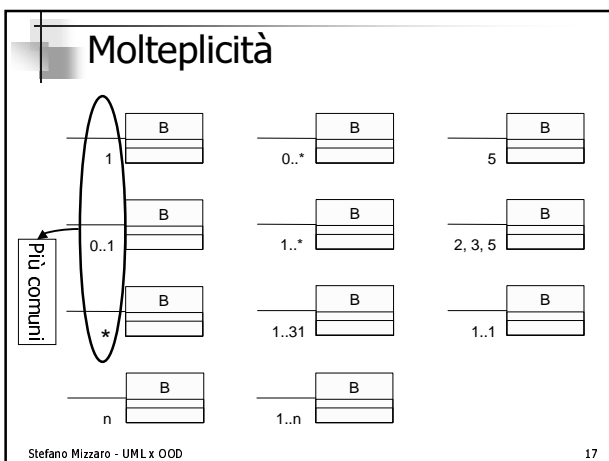 Molteplicità
B B B
1 0..* 5
B B B
0..1 1..* 2, 3, 5
Più comuni
B B B
* 1..31 1..1
B B
n 1..n
Stefano Mizzaro - UML x OOD 17